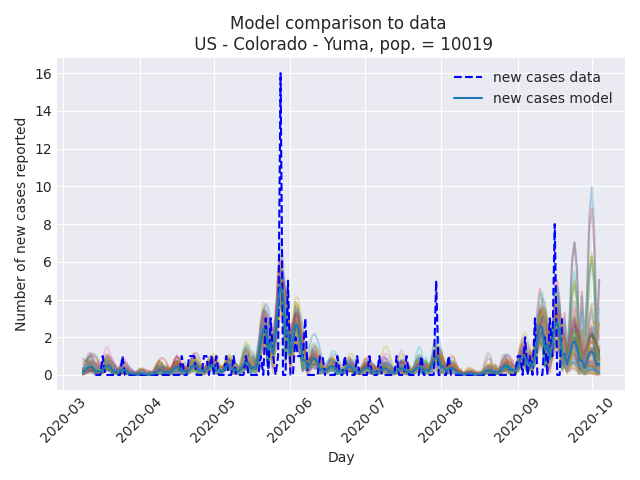 Model comparison to data
US - Colorado - Yuma, pop. = 10019
new cases data
new cases model
Number of new cases reported
16
14
12
10
8
6
4
2
0
2020-03
2020-04
2020-05
2020-06
2020-07
2020-08
2020-09
2020-10
Day